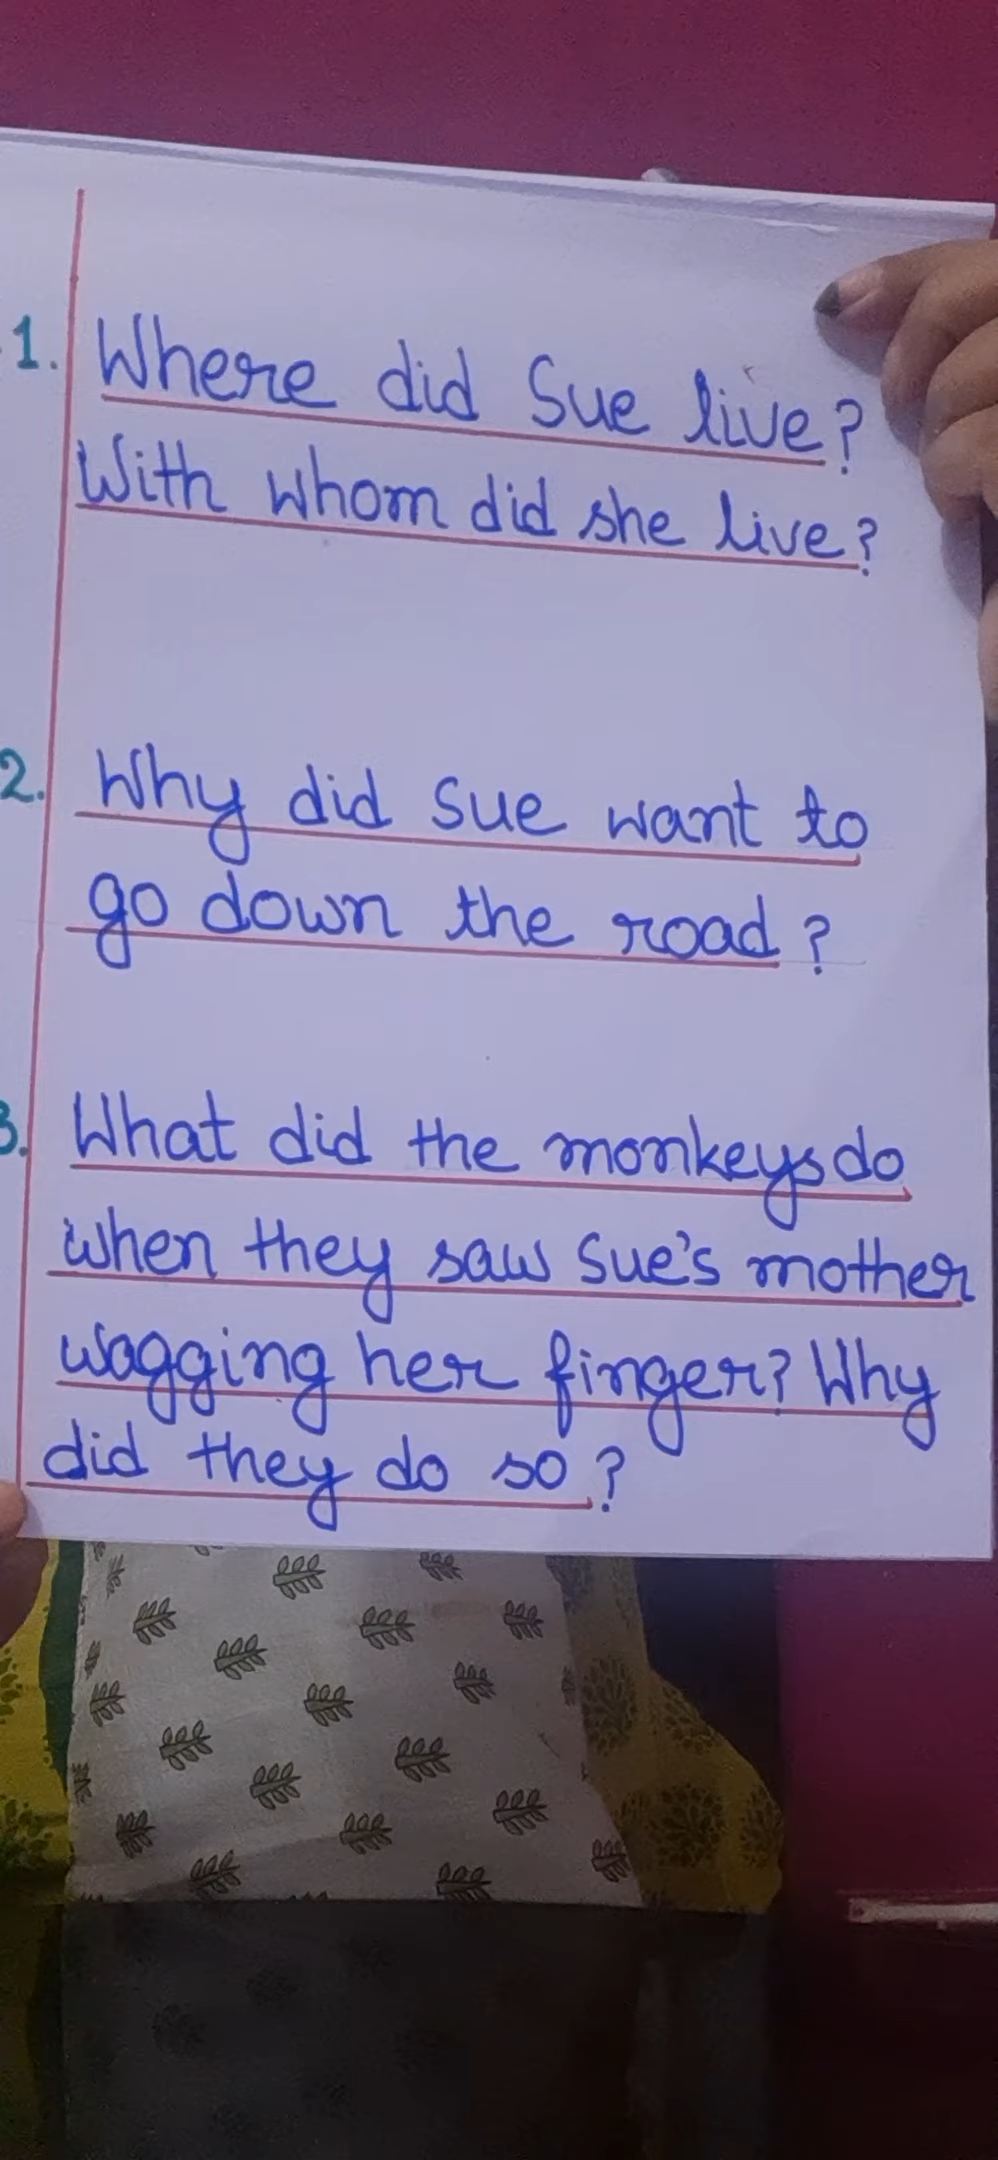 1. Where did Sue live?
With whom did she live?
2. Why did Sue want to
go down the road?
3. What did the monkeys do
when they saw Sue's mother
wagging her finger? Why
did they do so?